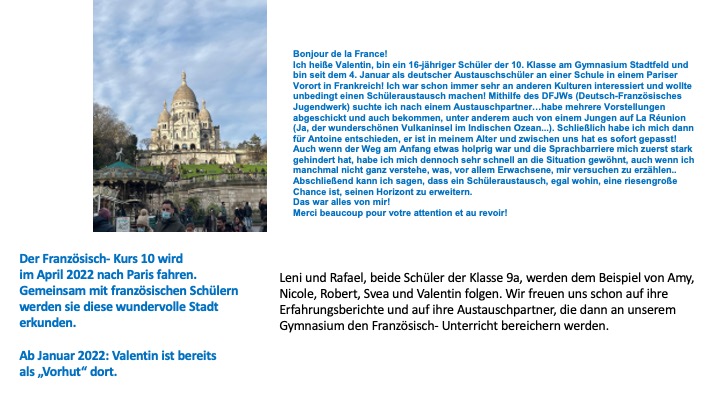 Bonjour de la France!
Ich heiße Valentin, bin ein 16-jähriger Schüler der 10. Klasse am Gymnasium Stadtfeld und
bin seit dem 4. Januar als deutscher Austauschschüler an einer Schule in einem Pariser
Vorort in Frankreich! Ich war schon immer sehr an anderen Kulturen interessiert und wollte
unbedingt einen Schüleraustausch machen! Mithilfe des DFJWs (Deutsch-Französisches
Jugendwerk) suchte ich nach einem Austauschpartner…habe mehrere Vorstellungen
abgeschickt und auch bekommen, unter anderem auch von einem Jungen auf La Réunion
(Ja, der wunderschönen Vulkaninsel im Indischen Ozean...). Schließlich habe ich mich dann
für Antoine entschieden, er ist in meinem Alter und zwischen uns hat es sofort gepasst!
Auch wenn der Weg am Anfang etwas holprig war und die Sprachbarriere mich zuerst stark
gehindert hat, habe ich mich dennoch sehr schnell an die Situation gewöhnt, auch wenn ich
manchmal nicht ganz verstehe, was, vor allem Erwachsene, mir versuchen zu erzählen..
Abschließend kann ich sagen, dass ein Schüleraustausch, egal wohin, eine riesengroße
Chance ist, seinen Horizont zu erweitern.
Das war alles von mir!
Merci beaucoup pour votre attention et au revoir!
Der Französisch- Kurs 10 wird
im April 2022 nach Paris fahren.
Gemeinsam mit französischen Schülern
werden sie diese wundervolle Stadt
erkunden.
Ab Januar 2022: Valentin ist bereits
als „Vorhut“ dort.
Leni und Rafael, beide Schüler der Klasse 9a, werden dem Beispiel von Amy,
Nicole, Robert, Svea und Valentin folgen. Wir freuen uns schon auf ihre
Erfahrungsberichte und auf ihre Austauschpartner, die dann an unserem
Gymnasium den Französisch- Unterricht bereichern werden.